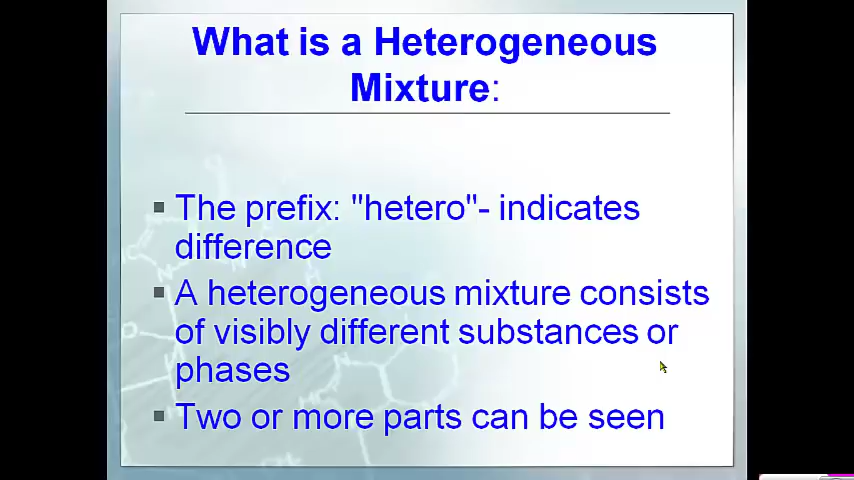 What is a Heterogeneous
Mixture:
The prefix: "hetero"- indicates
difference
A heterogeneous mixture consists
of visibly different substances or
phases
Two or more parts can be seen